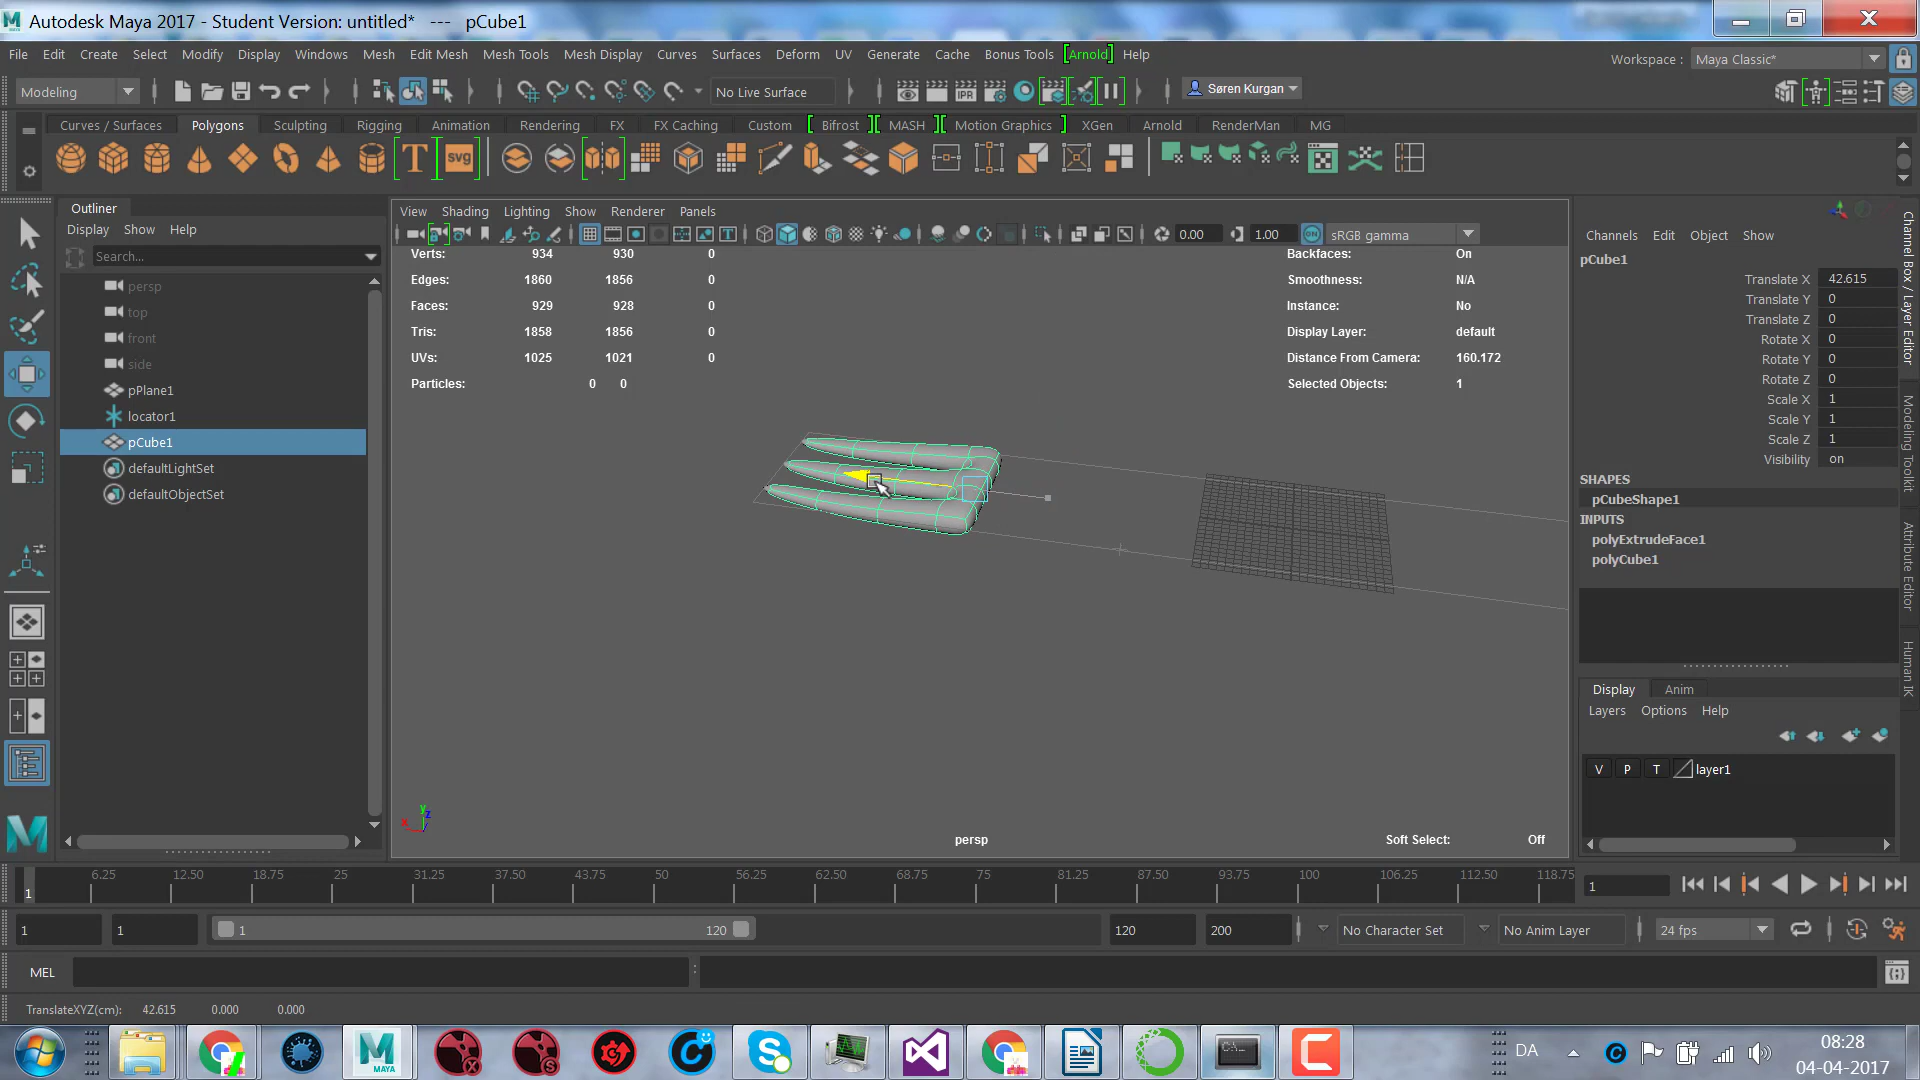 Autodesk Maya 2017 - Student Version: untitled*   ---   pCube1
File Edit Create Select Modify Display Windows Mesh Edit Mesh Mesh Tools Mesh Display Curves Surfaces Deform UV Generate Cache Bonus Tools [Arnold] Help
Workspace : Maya Classic*
Modeling No Live Surface Søren Kurgan
Curves / Surfaces Polygons Sculpting Rigging Animation Rendering FX FX Caching Custom Bifrost MASH Motion Graphics XGen Arnold RenderMan MG
T svg
Outliner
Display Show Help
Search...
persp
top
front
side
pPlane1
locator1
pCube1
defaultLightSet
defaultObjectSet
View Shading Lighting Show Renderer Panels
0.00 1.00 ON sRGB gamma
Verts: 934 930 0
Edges: 1860 1856 0
Faces: 929 928 0
Tris: 1858 1856 0
UVs: 1025 1021 0
Particles: 0 0
Backfaces: On
Smoothness: N/A
Instance: No
Display Layer: default
Distance From Camera: 160.172
Selected Objects: 1
y
z
x
persp
Soft Select: Off
Channels Edit Object Show
pCube1
Translate X 42.615
Translate Y 0
Translate Z 0
Rotate X 0
Rotate Y 0
Rotate Z 0
Scale X 1
Scale Y 1
Scale Z 1
Visibility on
SHAPES
pCubeShape1
INPUTS
polyExtrudeFace1
polyCube1
Display Anim
Layers Options Help
V P T layer1
Channel Box / Layer Editor
Modeling Toolkit
Attribute Editor
Human IK
1 6.25 12.50 18.75 25 31.25 37.50 43.75 50 56.25 62.50 68.75 75 81.25 87.50 93.75 100 106.25 112.50 118.75
1
1 1 1 120 120 200 No Character Set No Anim Layer 24 fps
MEL :
TranslateXYZ(cm): 42.615 0.000 0.000
MAYA
DA
08:28
04-04-2017